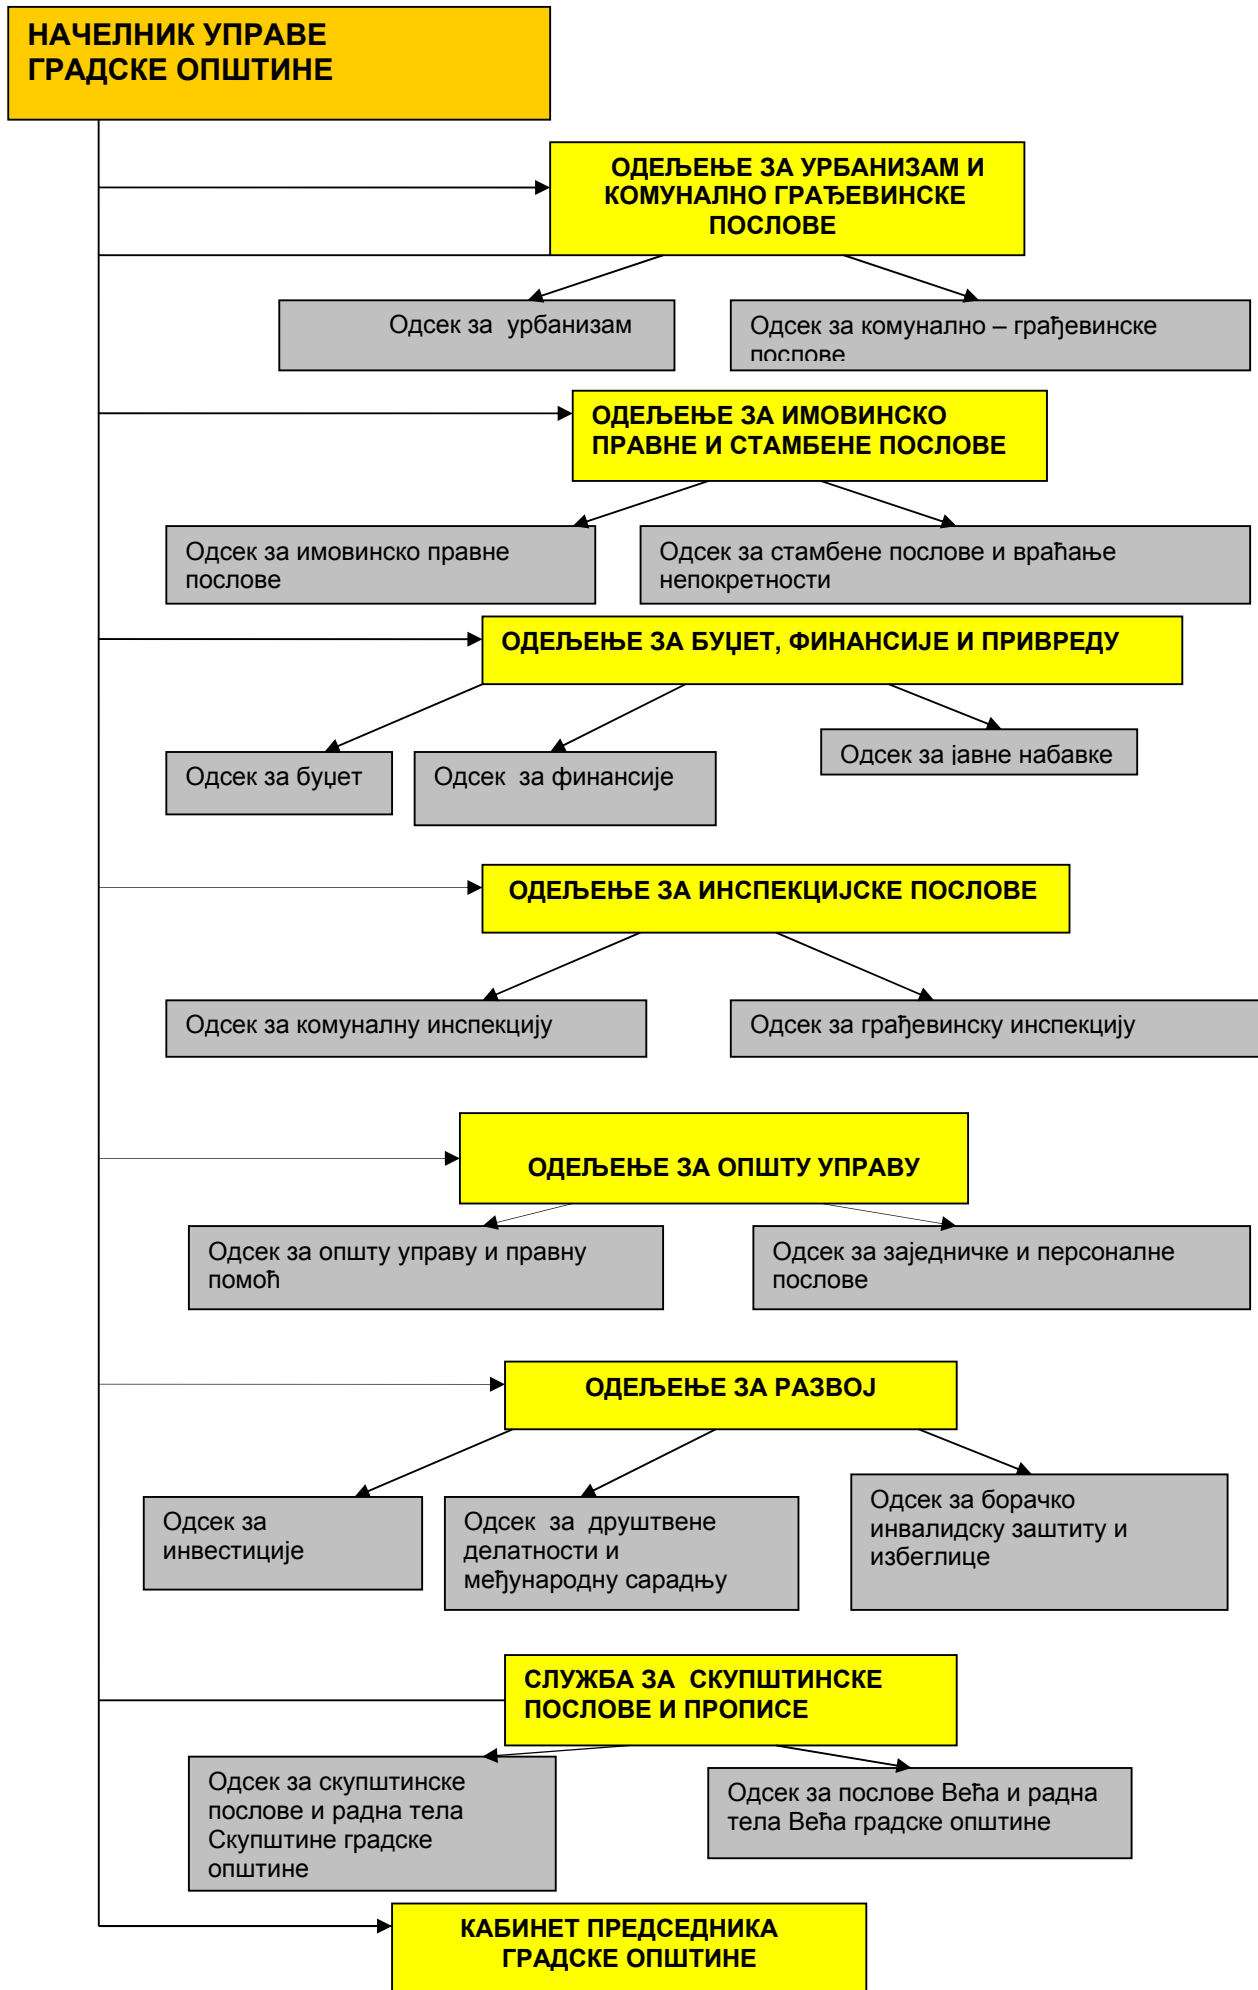 НАЧЕЛНИК УПРАВЕ
ГРАДСКЕ ОПШТИНЕ
ОДЕЉЕЊЕ ЗА УРБАНИЗАМ И
КОМУНАЛНО ГРАЂЕВИНСКЕ
ПОСЛОВЕ
Одсек за урбанизам
Одсек за комунално – грађевинске
послове
ОДЕЉЕЊЕ ЗА ИМОВИНСКО
ПРАВНЕ И СТАМБЕНЕ ПОСЛОВЕ
Одсек за имовинско правне
послове
Одсек за стамбене послове и враћање
непокретности
ОДЕЉЕЊЕ ЗА БУЏЕТ, ФИНАНСИЈЕ И ПРИВРЕДУ
Одсек за буџет
Одсек за финансије
Одсек за јавне набавке
ОДЕЉЕЊЕ ЗА ИНСПЕКЦИЈСКЕ ПОСЛОВЕ
Одсек за комуналну инспекцију
Одсек за грађевинску инспекцију
ОДЕЉЕЊЕ ЗА ОПШТУ УПРАВУ
Одсек за општу управу и правну
помоћ
Одсек за заједничке и персоналне
послове
ОДЕЉЕЊЕ ЗА РАЗВОЈ
Одсек за
инвестиције
Одсек за друштвене
делатности и
међународну сарадњу
Одсек за борачко
инвалидску заштиту и
избеглице
СЛУЖБА ЗА СКУПШТИНСКЕ
ПОСЛОВЕ И ПРОПИСЕ
Одсек за скупштинске
послове и радна тела
Скупштине градске
општине
Одсек за послове Већа и радна
тела Већа градске општине
КАБИНЕТ ПРЕДСЕДНИКА
ГРАДСКЕ ОПШТИНЕ